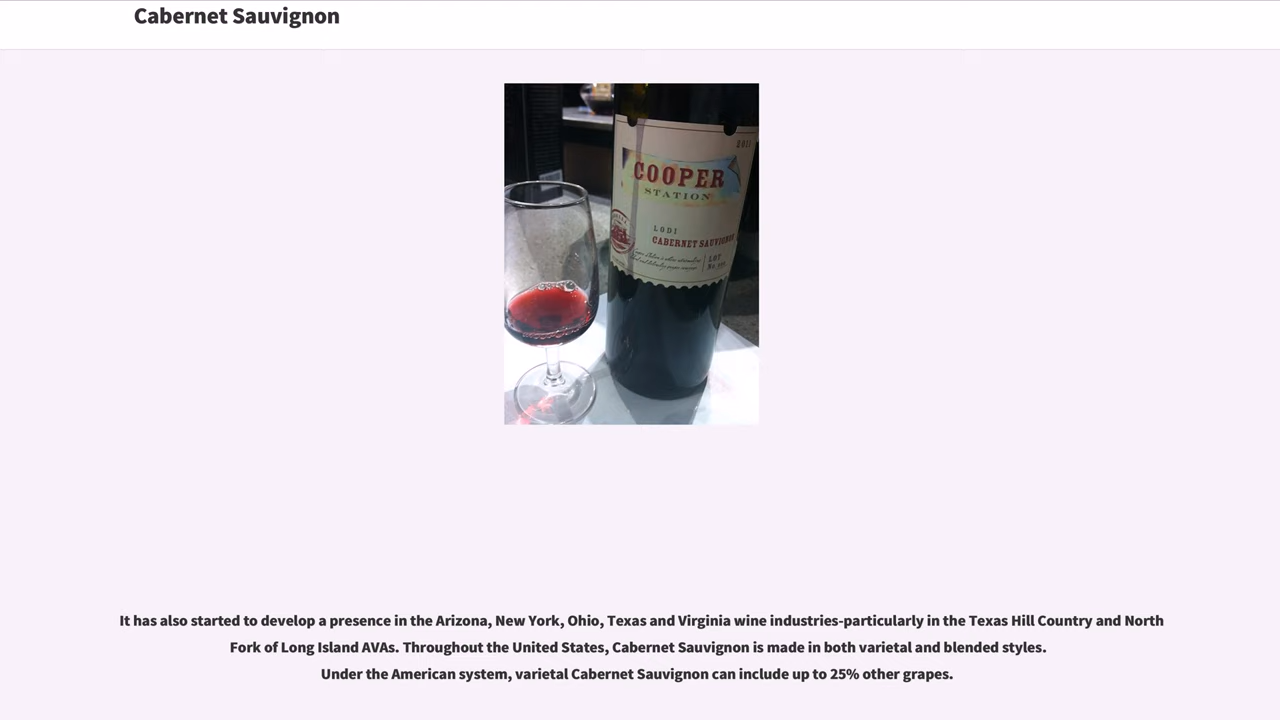 Cabernet Sauvignon
2011
COOPER
STATION
LODI
CABERNET SAUVIGNON
LOT
It has also started to develop a presence in the Arizona, New York, Ohio, Texas and Virginia wine industries-particularly in the Texas Hill Country and North
Fork of Long Island AVAs. Throughout the United States, Cabernet Sauvignon is made in both varietal and blended styles.
Under the American system, varietal Cabernet Sauvignon can include up to 25% other grapes.